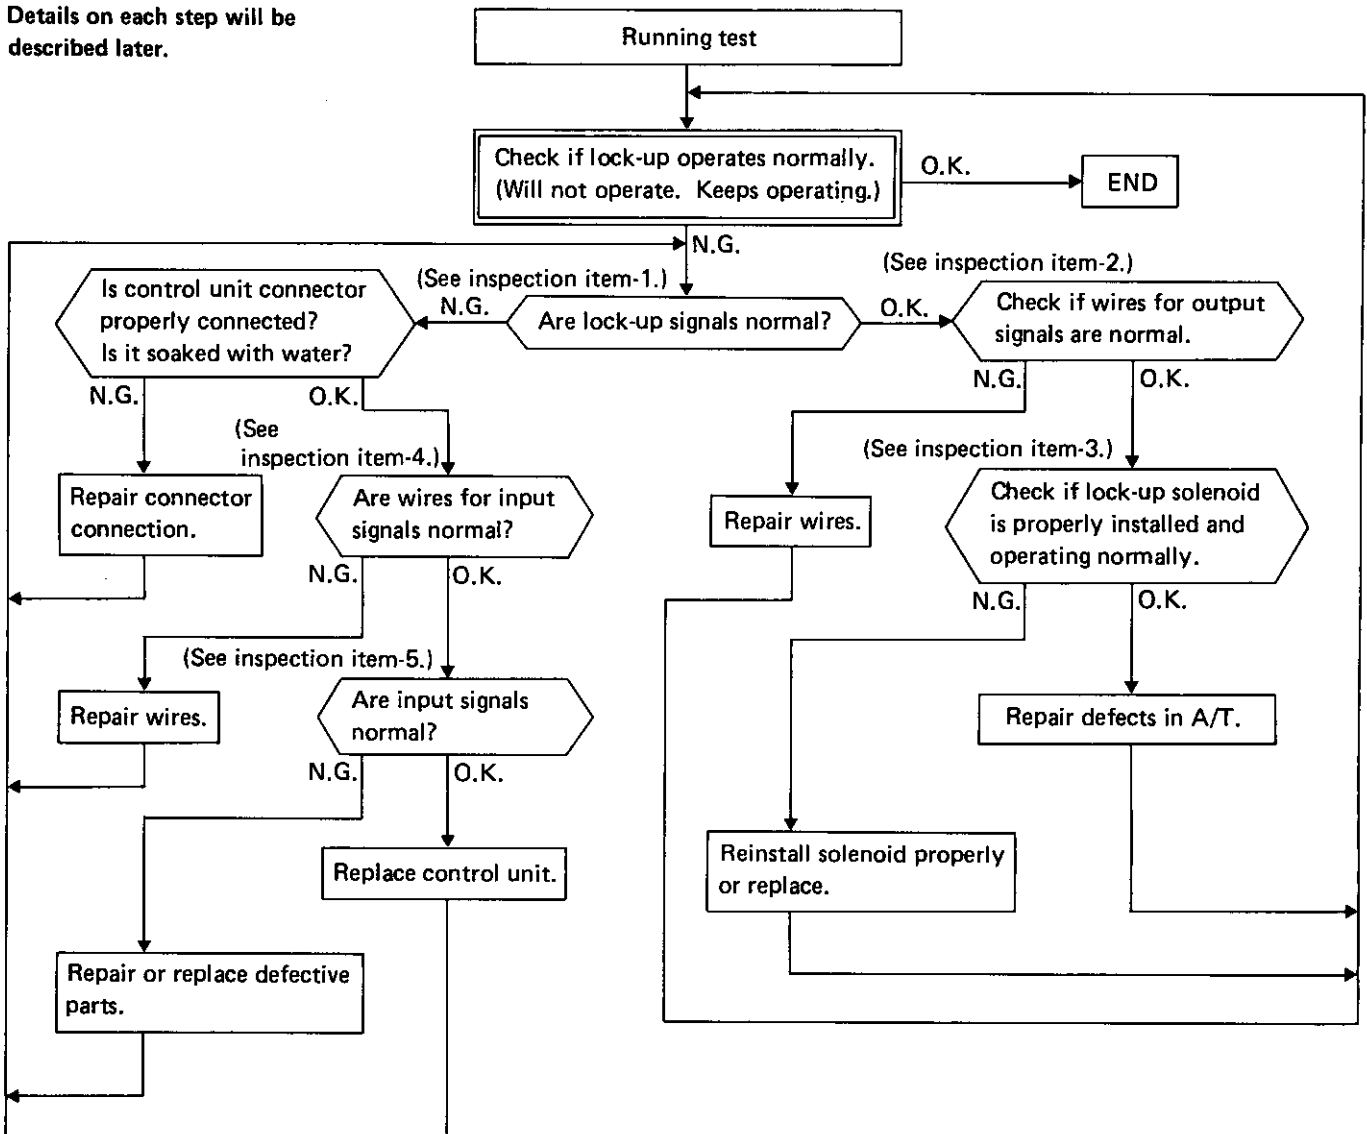 Details on each step will be
described later.
Running test
Check if lock-up operates normally.
(Will not operate. Keeps operating.)
O.K.
END
N.G.
(See inspection item-1.)
(See inspection item-2.)
Is control unit connector
properly connected?
Is it soaked with water?
N.G.
Are lock-up signals normal?
O.K.
Check if wires for output
signals are normal.
N.G.
O.K.
N.G.
O.K.
(See
inspection item-4.)
(See inspection item-3.)
Repair connector
connection.
Are wires for input
signals normal?
Repair wires.
Check if lock-up solenoid
is properly installed and
operating normally.
N.G.
O.K.
N.G.
O.K.
(See inspection item-5.)
Repair wires.
Are input signals
normal?
Repair defects in A/T.
N.G.
O.K.
Replace control unit.
Reinstall solenoid properly
or replace.
Repair or replace defective
parts.